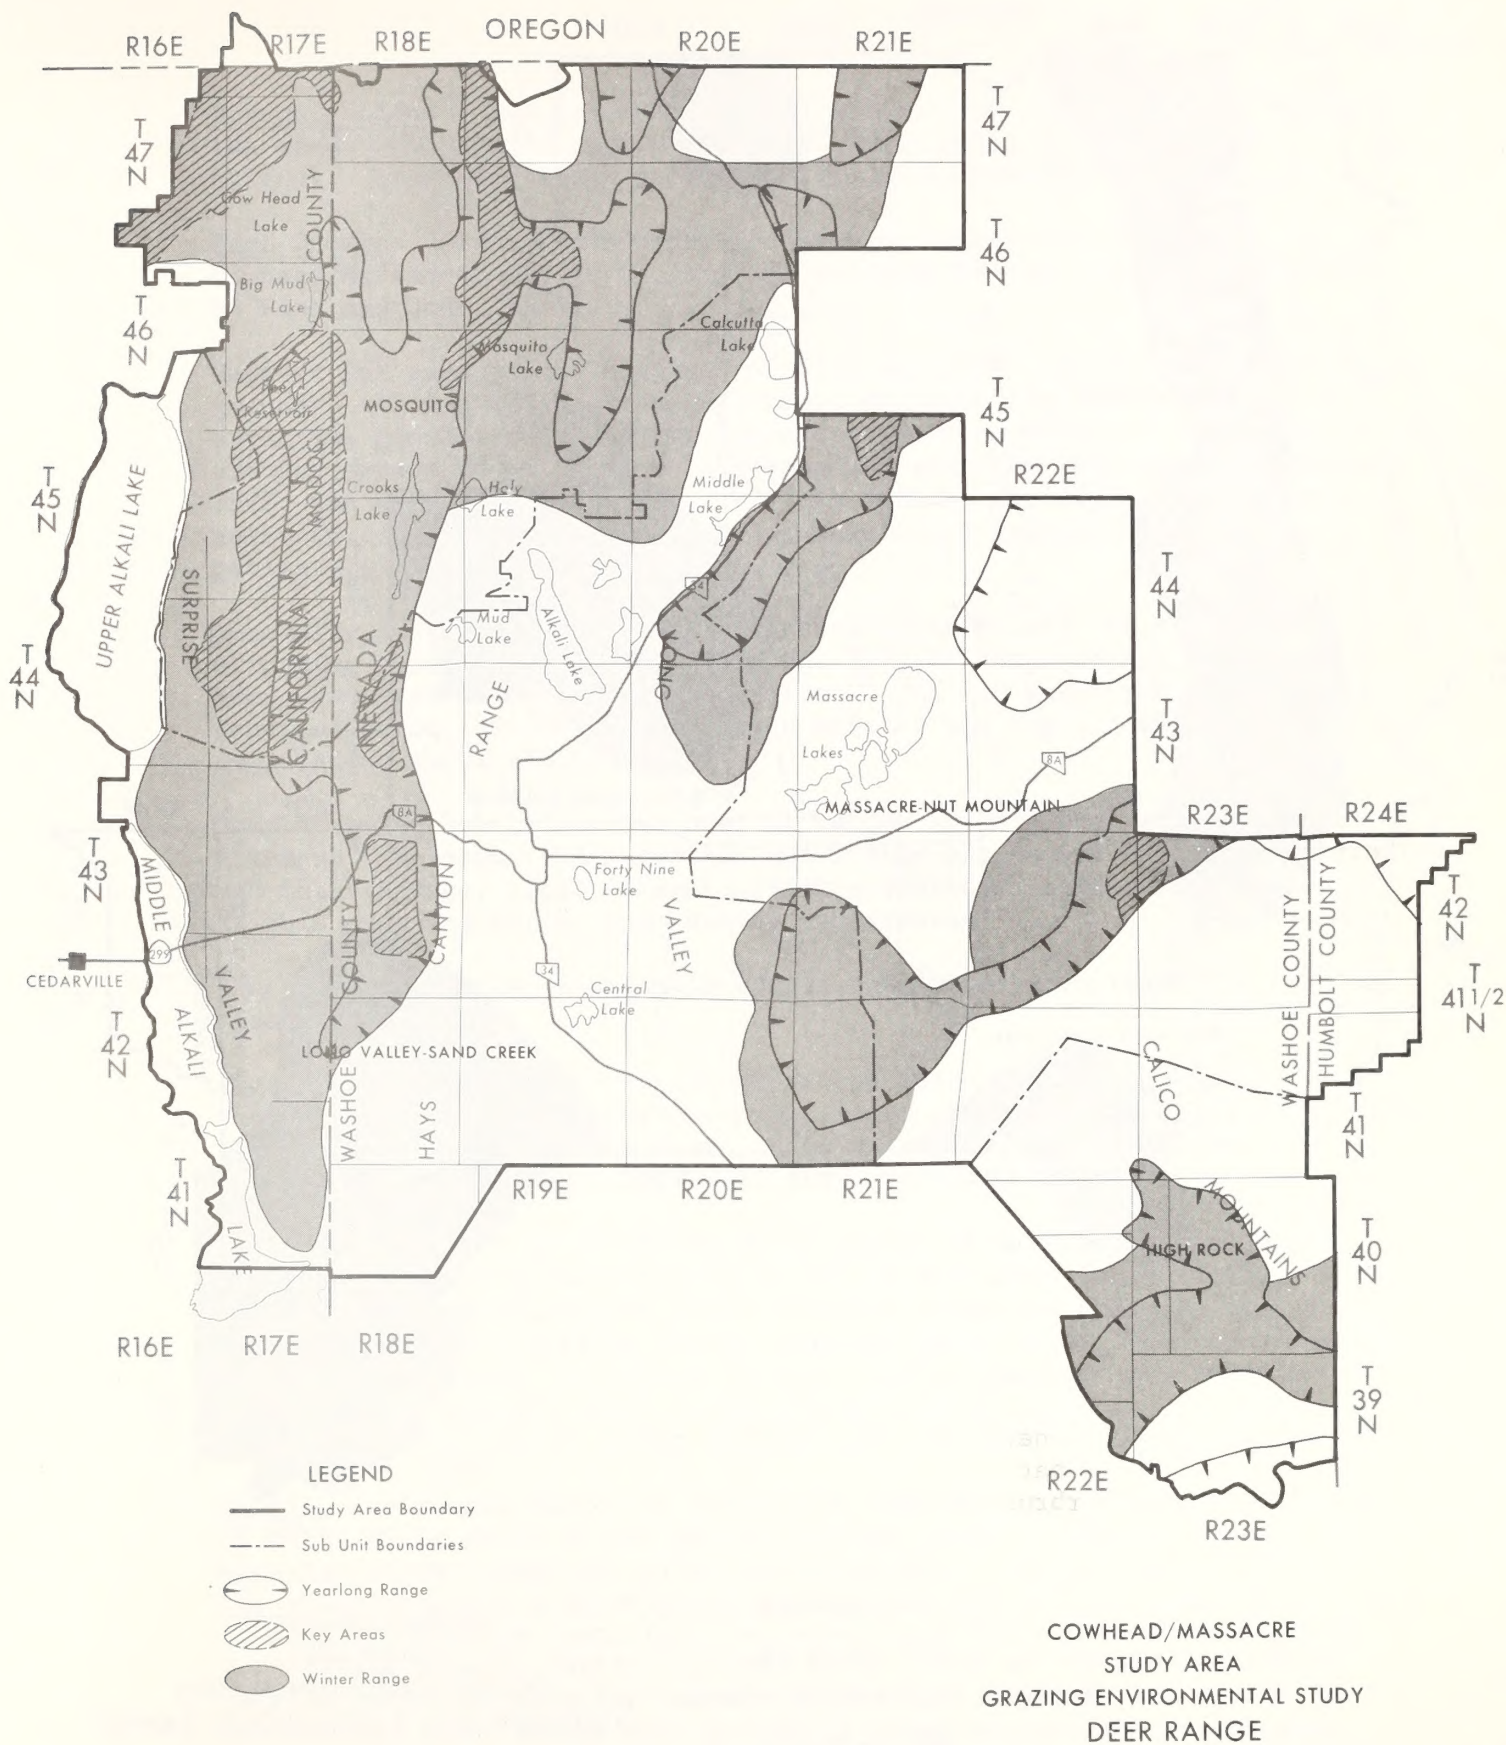 OREGON
R16E
R17E
R18E
R20E
R21E
T
47
N
T
47
N
COUNTY
Cow Head
Lake
T
46
N
Big Mud
Lake
T
46
N
Calcutta
Lake
Mosquito
Lake
Reservoir
MOSQUITO
T
45
N
MODOC
UPPER ALKALI LAKE
T
45
N
Crooks
Lake
Holy
Lake
Middle
Lake
R22E
SURPRISE
34
T
44
N
CALIFORNIA
NEVADA
Mud
Lake
Alkali Lake
T
44
N
LONG
RANGE
Massacre
Lakes
T
43
N
8A
8A
MASSACRE-NUT MOUNTAIN
R23E
R24E
T
43
N
MIDDLE
Forty Nine
Lake
CANYON
VALLEY
COUNTY
WASHOE COUNTY
HUMBOLT COUNTY
T
42
N
299
CEDARVILLE
VALLEY
34
Central
Lake
T
41 1/2
N
T
42
N
ALKALI
LONG VALLEY-SAND CREEK
WASHOE
HAYS
CALICO
T
41
N
T
41
N
R19E
R20E
R21E
LAKE
MOUNTAINS
HIGH ROCK
T
40
N
R16E
R17E
R18E
T
39
N
R22E
R23E
LEGEND
Study Area Boundary
Sub Unit Boundaries
Yearlong Range
Key Areas
Winter Range
COWHEAD/MASSACRE
STUDY AREA
GRAZING ENVIRONMENTAL STUDY
DEER RANGE